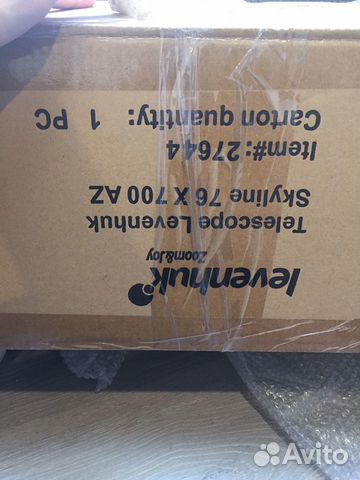 levenhuk
Zoom&Joy
Telescope Levenhuk
Skyline 76 X 700 AZ
Item#: 27644
Carton quantity: 1 PC
Avito